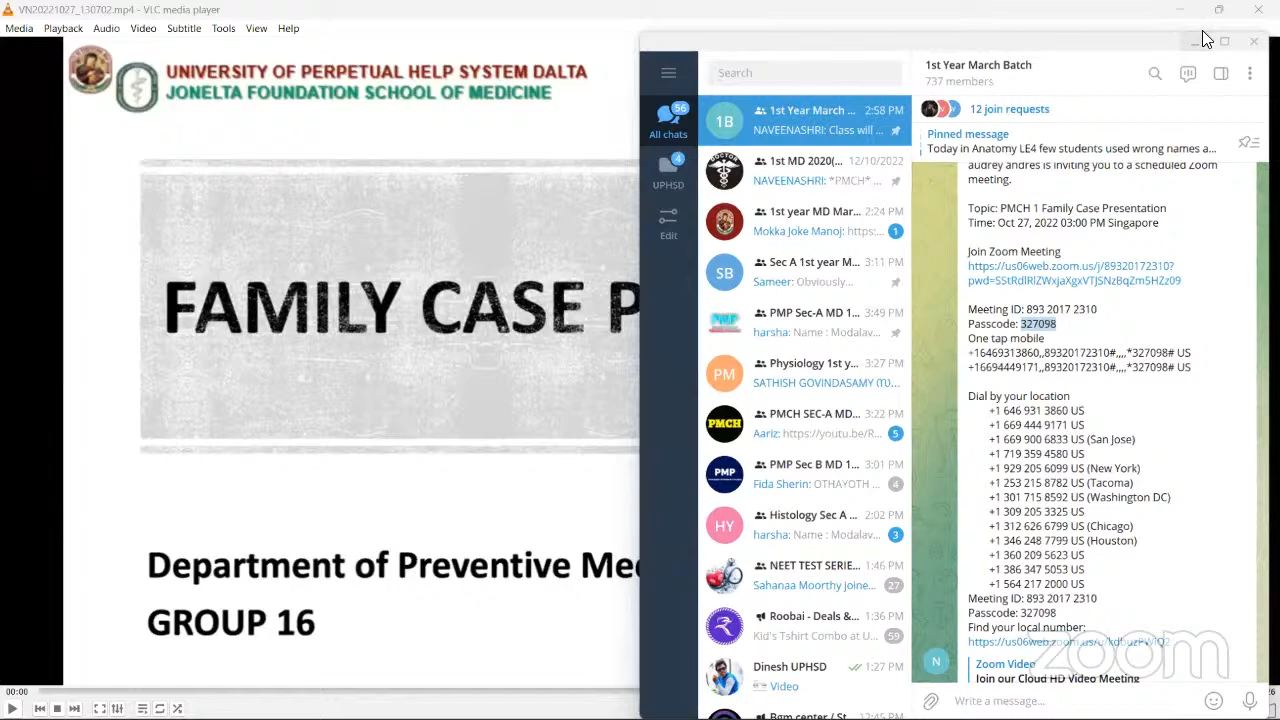 VN20221027_130702.mp4 - VLC media player
Media Playback Audio Video Subtitle Tools View Help
UNIVERSITY OF PERPETUAL HELP SYSTEM DALTA
JONELTA FOUNDATION SCHOOL OF MEDICINE
FAMILY CASE P
Department of Preventive Me
GROUP 16
00:00
Search
56
All chats
4
UPHSD
Edit
1B
1st Year March ... 2:58 PM
NAVEENASHRI: Class will ...
1st MD 2020(... 12/10/2022
NAVEENASHRI: *PMCH* ...
1st year MD Mar... 2:24 PM
Mokka Joke Manoj: https:... 1
SB
Sec A 1st year M... 3:11 PM
Sameer: Obviously...
PMP Sec-A MD 1... 3:49 PM
harsha: Name : Modalav...
PM
Physiology 1st y... 3:27 PM
SATHISH GOVINDASAMY (TU...
PMCH
PMCH SEC-A MD... 3:22 PM
Aariz: https://youtu.be/R... 5
PMP
PMP Sec B MD 1... 3:01 PM
Fida Sherin: OTHAYOTH ... 4
HY
Histology Sec A ... 2:02 PM
harsha: Name : Modalav... 3
NEET TEST SERIE... 1:46 PM
Sahanaa Moorthy joine... 27
Roobai - Deals &... 1:36 PM
Kid's Tshirt Combo at U... 59
Dinesh UPHSD 1:27 PM
Video
Bgm center / St... 12:45 PM
1st Year March Batch
737 members
12 join requests
Pinned message
Today in Anatomy LE4 few students used wrong names a...
audrey andres is inviting you to a scheduled Zoom
meeting.
Topic: PMCH 1 Family Case Presentation
Time: Oct 27, 2022 03:00 PM Singapore
Join Zoom Meeting
https://us06web.zoom.us/j/89320172310?
pwd=SStRdlRlZWxjaXgxVTJSNzBqZm5HZz09
Meeting ID: 893 2017 2310
Passcode: 327098
One tap mobile
+16469313860,,89320172310#,,,,*327098# US
+16694449171,,89320172310#,,,,*327098# US
Dial by your location
+1 646 931 3860 US
+1 669 444 9171 US
+1 669 900 6833 US (San Jose)
+1 719 359 4580 US
+1 929 205 6099 US (New York)
+1 253 215 8782 US (Tacoma)
+1 301 715 8592 US (Washington DC)
+1 309 205 3325 US
+1 312 626 6799 US (Chicago)
+1 346 248 7799 US (Houston)
+1 360 209 5623 US
+1 386 347 5053 US
+1 564 217 2000 US
Meeting ID: 893 2017 2310
Passcode: 327098
Find your local number:
N
Zoom Video
Join our Cloud HD Video Meeting
zoom
Write a message...